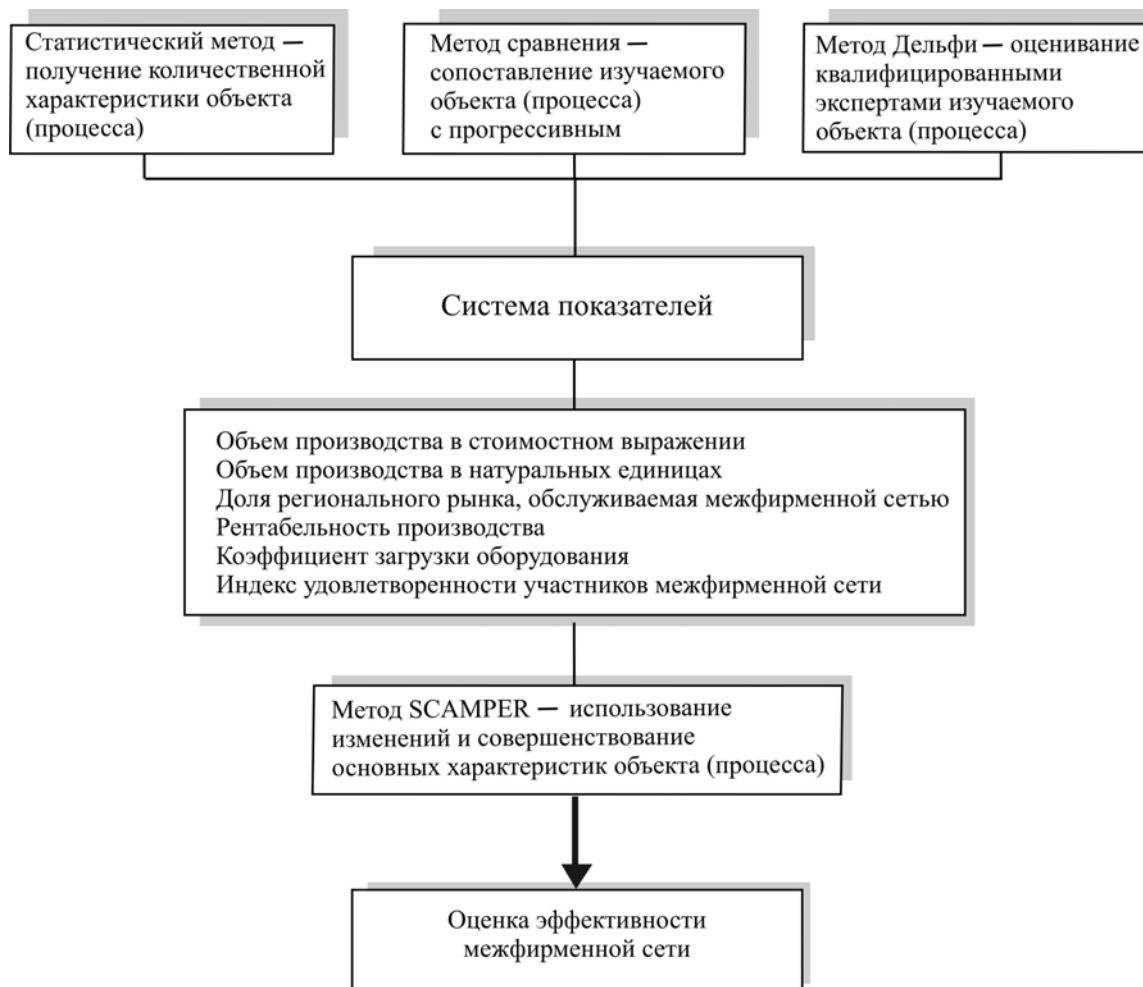 Статистический метод —
получение количественной
характеристики объекта
(процесса)
Метод сравнения —
сопоставление изучаемого
объекта (процесса)
с прогрессивным
Метод Дельфи — оценивание
квалифицированными
экспертами изучаемого
объекта (процесса)
Система показателей
Объем производства в стоимостном выражении
Объем производства в натуральных единицах
Доля регионального рынка, обслуживаемая межфирменной сетью
Рентабельность производства
Коэффициент загрузки оборудования
Индекс удовлетворенности участников межфирменной сети
Метод SCAMPER — использование
изменений и совершенствование
основных характеристик объекта (процесса)
Оценка эффективности
межфирменной сети